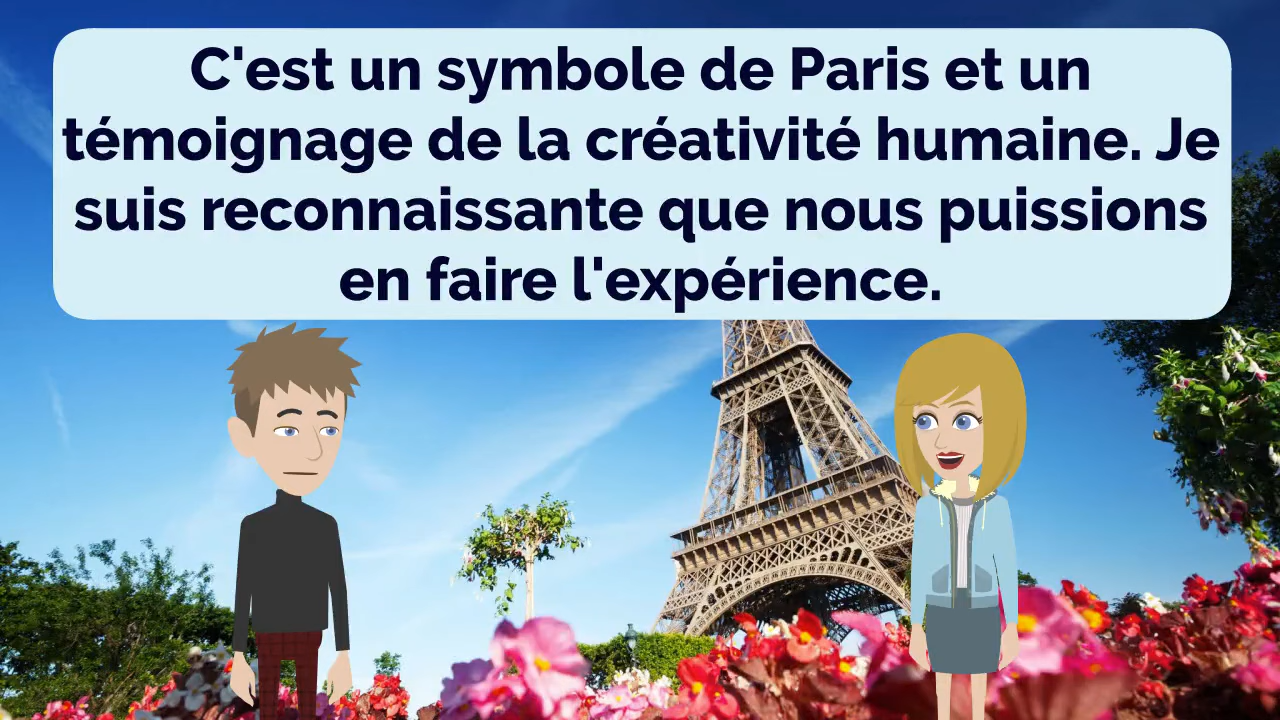 C'est un symbole de Paris et un
témoignage de la créativité humaine. Je
suis reconnaissante que nous puissions
en faire l'expérience.